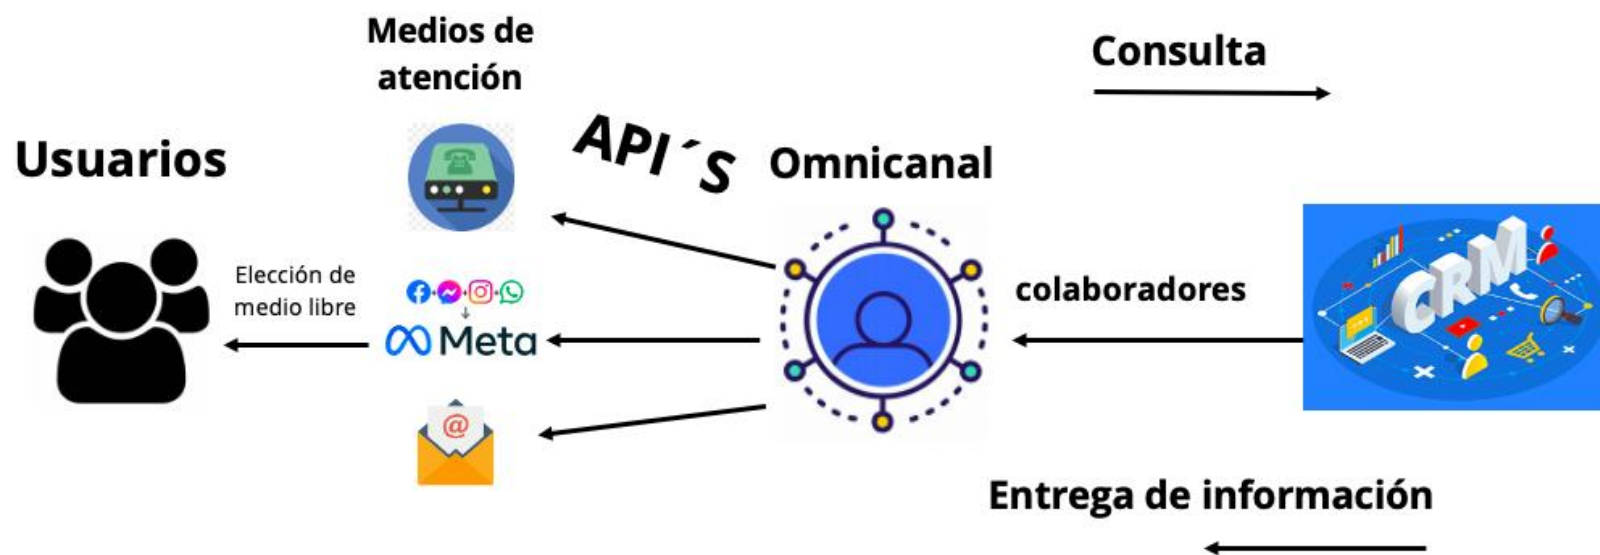 Medios de
atención
Consulta
API´S
Usuarios
Omnicanal
Elección de
medio libre
Meta
colaboradores
CRM
@
Entrega de información